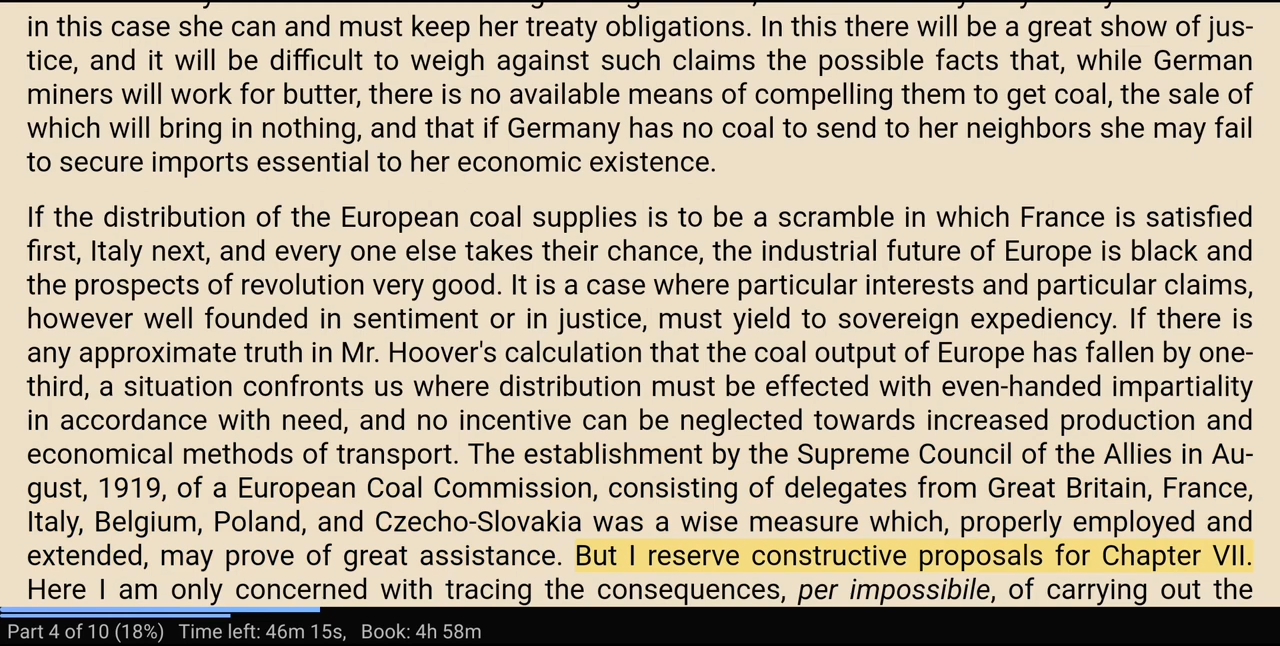 in this case she can and must keep her treaty obligations. In this there will be a great show of jus-
tice, and it will be difficult to weigh against such claims the possible facts that, while German
miners will work for butter, there is no available means of compelling them to get coal, the sale of
which will bring in nothing, and that if Germany has no coal to send to her neighbors she may fail
to secure imports essential to her economic existence.
If the distribution of the European coal supplies is to be a scramble in which France is satisfied
first, Italy next, and every one else takes their chance, the industrial future of Europe is black and
the prospects of revolution very good. It is a case where particular interests and particular claims,
however well founded in sentiment or in justice, must yield to sovereign expediency. If there is
any approximate truth in Mr. Hoover's calculation that the coal output of Europe has fallen by one-
third, a situation confronts us where distribution must be effected with even-handed impartiality
in accordance with need, and no incentive can be neglected towards increased production and
economical methods of transport. The establishment by the Supreme Council of the Allies in Au-
gust, 1919, of a European Coal Commission, consisting of delegates from Great Britain, France,
Italy, Belgium, Poland, and Czecho-Slovakia was a wise measure which, properly employed and
extended, may prove of great assistance. But I reserve constructive proposals for Chapter VII.
Here I am only concerned with tracing the consequences, per impossibile, of carrying out the
Part 4 of 10 (18%) Time left: 46m 15s, Book: 4h 58m